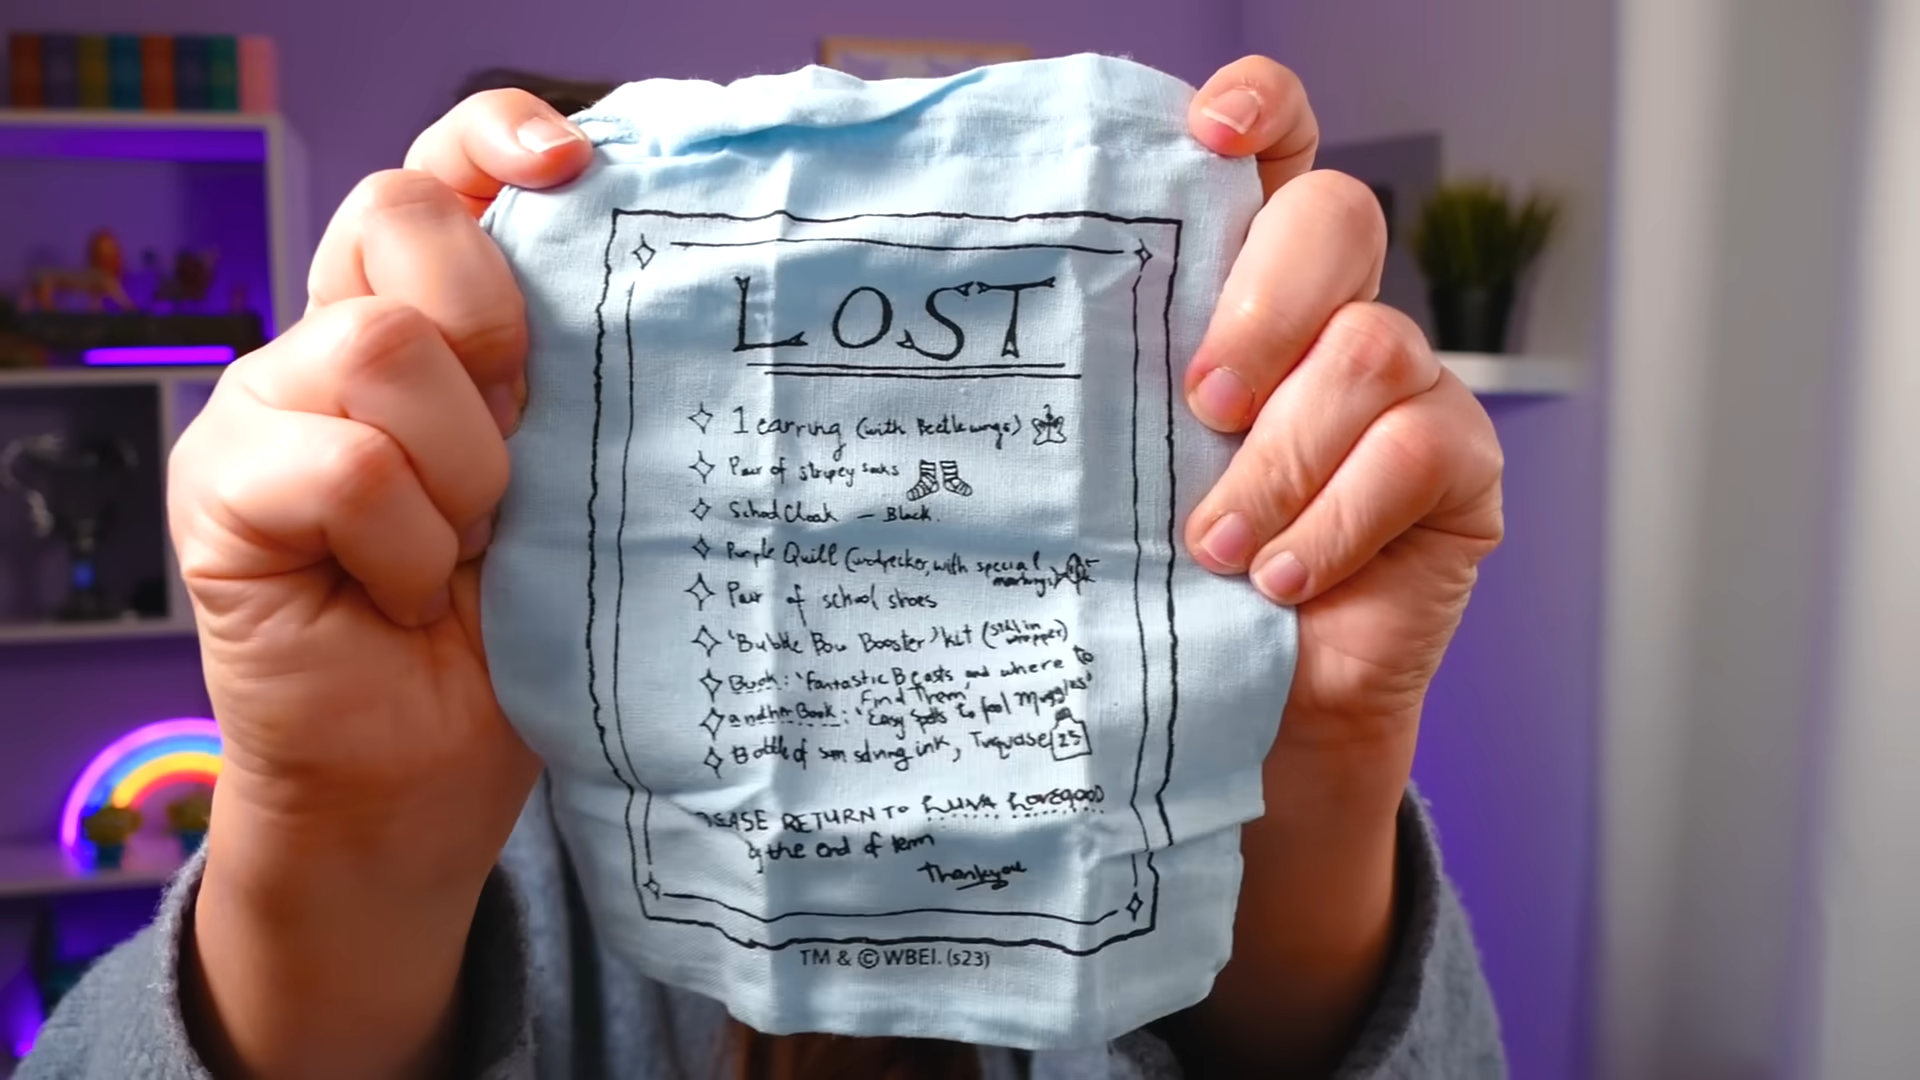 LOST
1 earring (with Beetle wings)
Pair of stripey socks
School Cloak – Black.
Purple Quill (woodpecker, with special
markings)
Pair of school shoes
'Bubble Bow Booster' kit (still in
wrapper)
Book: 'Fantastic Beasts and where to
Find Them'
another Book: 'Easy Spells to fool Muggles'
Bottle of ink, Turquoise 25
RETURN TO LUNA LOVEGOOD
the end of term
Thankyou
TM & © WBEI. (s23)